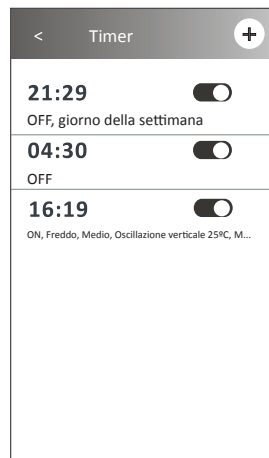 < Timer +
21:29
OFF, giorno della settimana
04:30
OFF
16:19
ON, Freddo, Medio, Oscillazione verticale 25ºC, M...